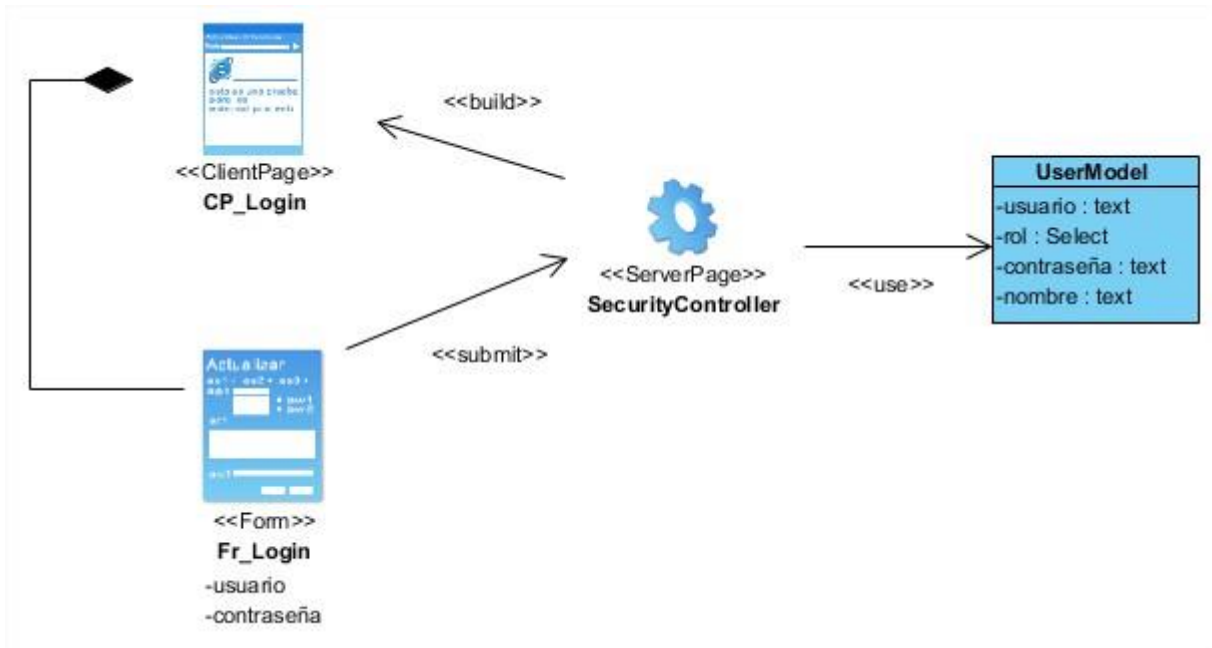 <<build>>
<<ClientPage>>
CP_Login
<<ServerPage>>
SecurityController
<<use>>
UserModel
-usuario : text
-rol : Select
-contraseña : text
-nombre : text
<<submit>>
Actualizar
<<Form>>
Fr_Login
-usuario
-contraseña